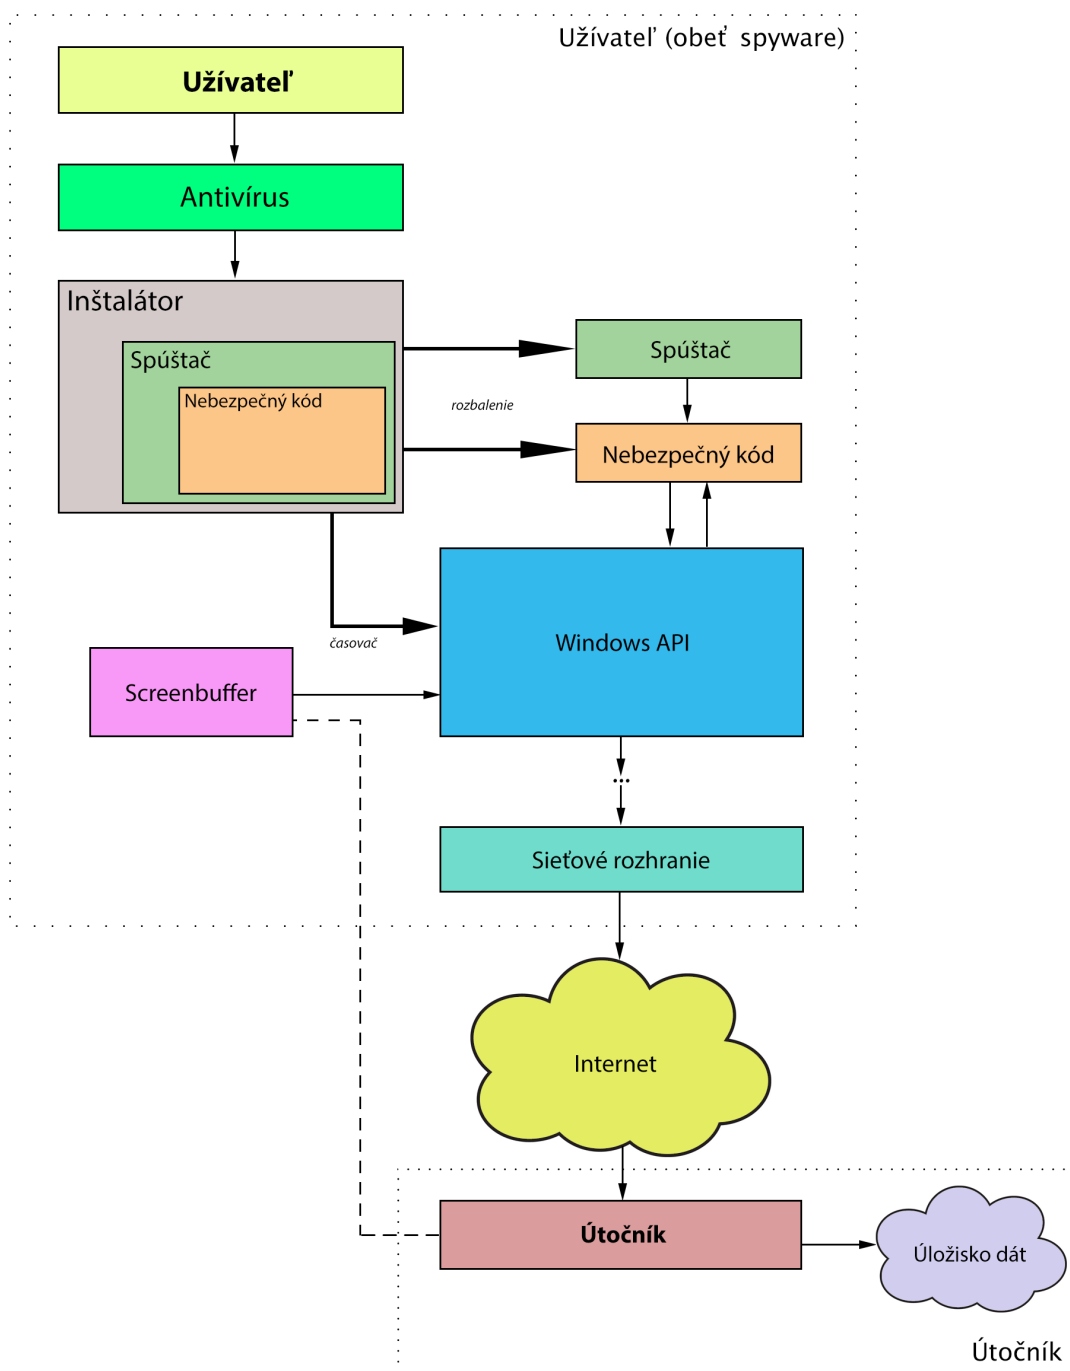 Užívateľ (obeť spyware)
Užívateľ
Antivírus
Inštalátor
Spúštač
Nebezpečný kód
Spúštač
rozbalenie
Nebezpečný kód
Windows API
časovač
Screenbuffer
...
Sieťové rozhranie
Internet
Útočník
Úložisko dát
Útočník